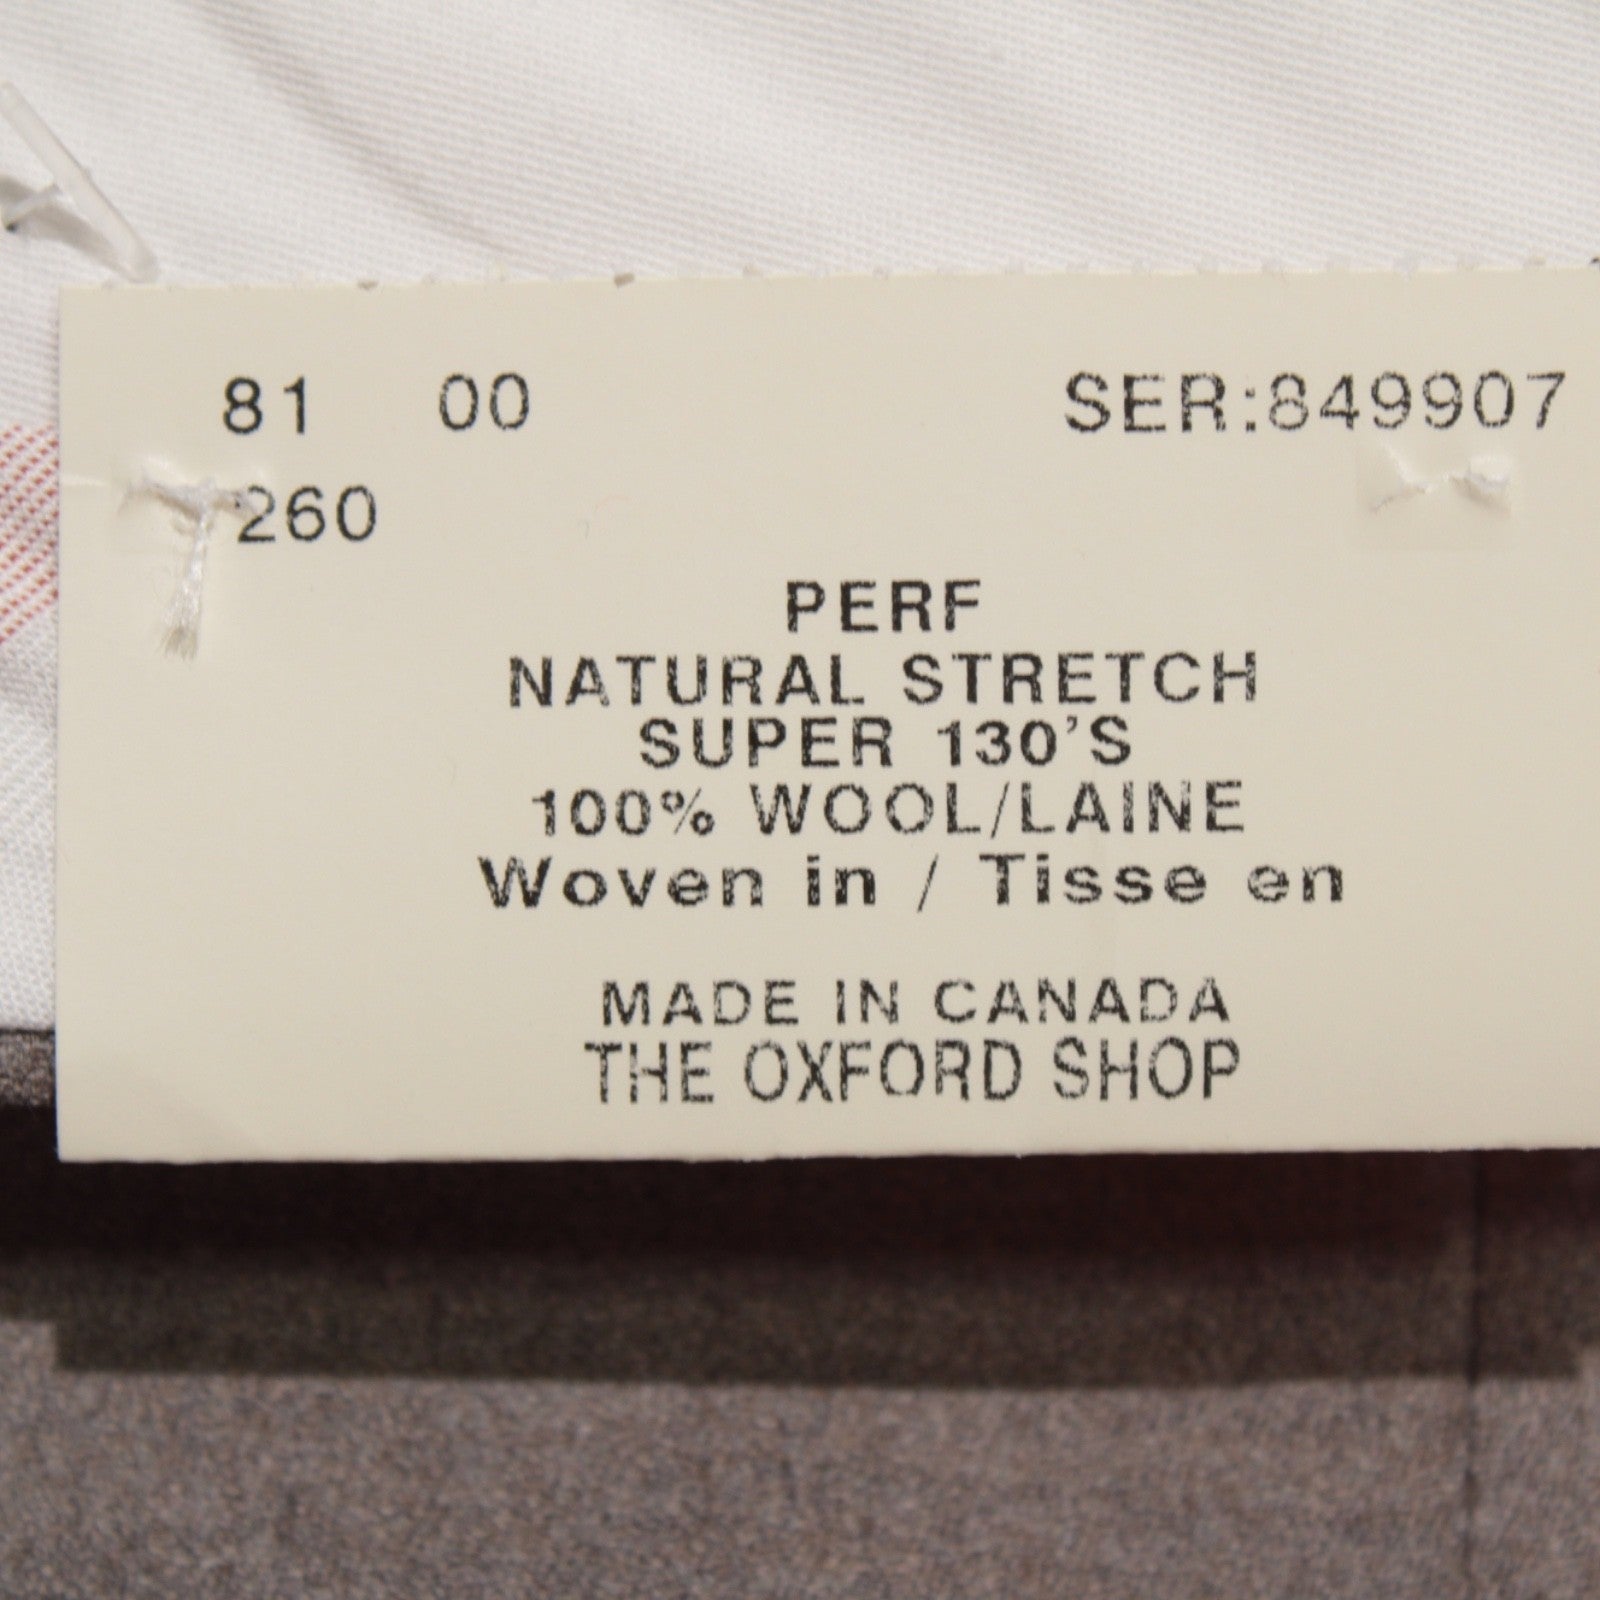 81 00 SER:849907
260
PERF
NATURAL STRETCH
SUPER 130'S
100% WOOL/LAINE
Woven in / Tisse en
MADE IN CANADA
THE OXFORD SHOP